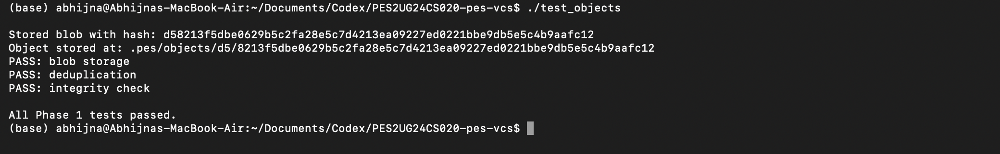 (base) abhijna@Abhijnas-MacBook-Air:~/Documents/Codex/PES2UG24CS020-pes-vcs$ ./test_objects
Stored blob with hash: d58213f5dbe0629b5c2fa28e5c7d4213ea09227ed0221bbe9db5e5c4b9aafc12
Object stored at: .pes/objects/d5/8213f5dbe0629b5c2fa28e5c7d4213ea09227ed0221bbe9db5e5c4b9aafc12
PASS: blob storage
PASS: deduplication
PASS: integrity check
All Phase 1 tests passed.
(base) abhijna@Abhijnas-MacBook-Air:~/Documents/Codex/PES2UG24CS020-pes-vcs$